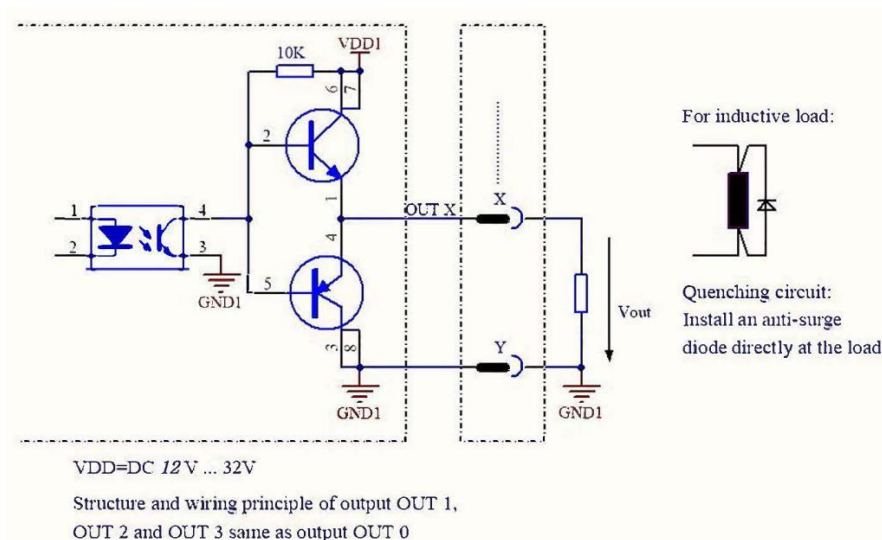 VDD1
10K
6
7
2
1
OUT X
X
4
1
4
2
3
GND1
5
3
8
Y
GND1
GND1
Vout
For inductive load:
Quenching circuit:
Install an anti-surge
diode directly at the load
VDD=DC 12V ... 32V
Structure and wiring principle of output OUT 1,
OUT 2 and OUT 3 same as output OUT 0